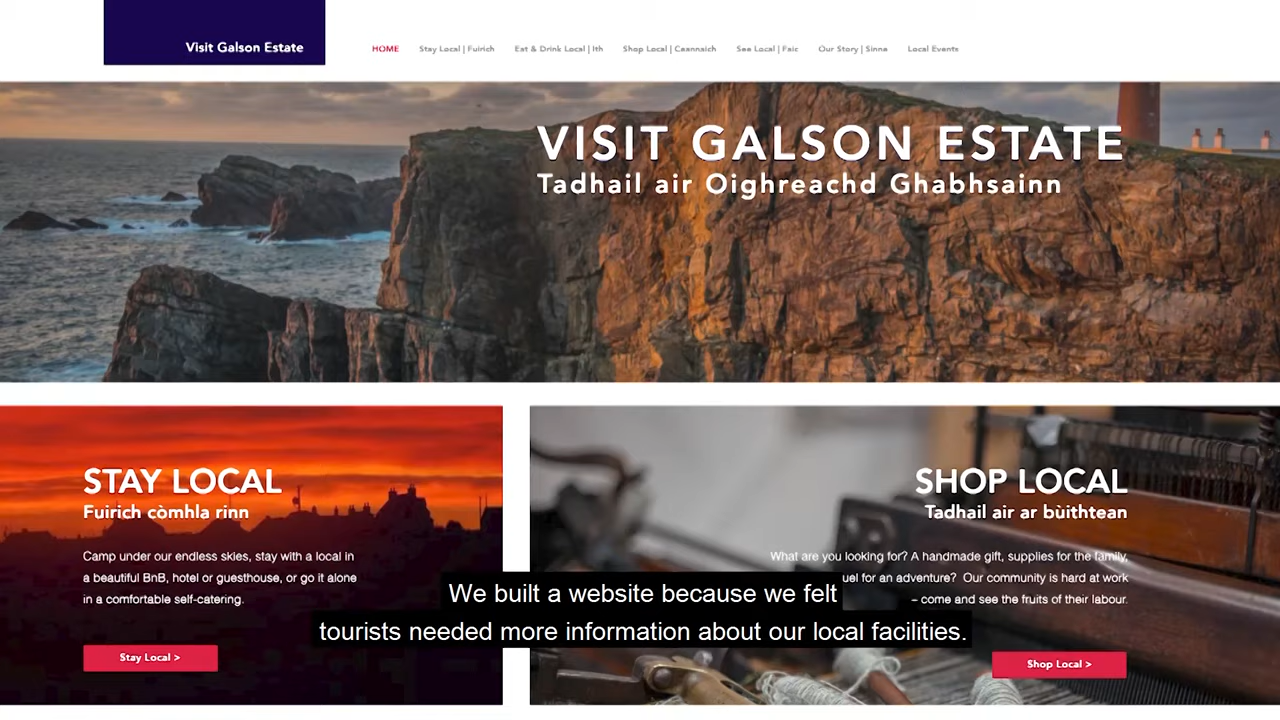 Visit Galson Estate
HOME Stay Local | Fuirich Eat & Drink Local | Ith Shop Local | Ceannaich See Local | Faic Our Story | Sinne Local Events
VISIT GALSON ESTATE
Tadhail air Oighreachd Ghabhsainn
STAY LOCAL
Fuirich còmhla rinn
Camp under our endless skies, stay with a local in
a beautiful BnB, hotel or guesthouse, or go it alone
in a comfortable self-catering.
Stay Local >
SHOP LOCAL
Tadhail air ar bùithtean
What are you looking for? A handmade gift, supplies for the family,
for an adventure? Our community is hard at work
– come and see the fruits of their labour.
Shop Local >
We built a website because we felt
tourists needed more information about our local facilities.